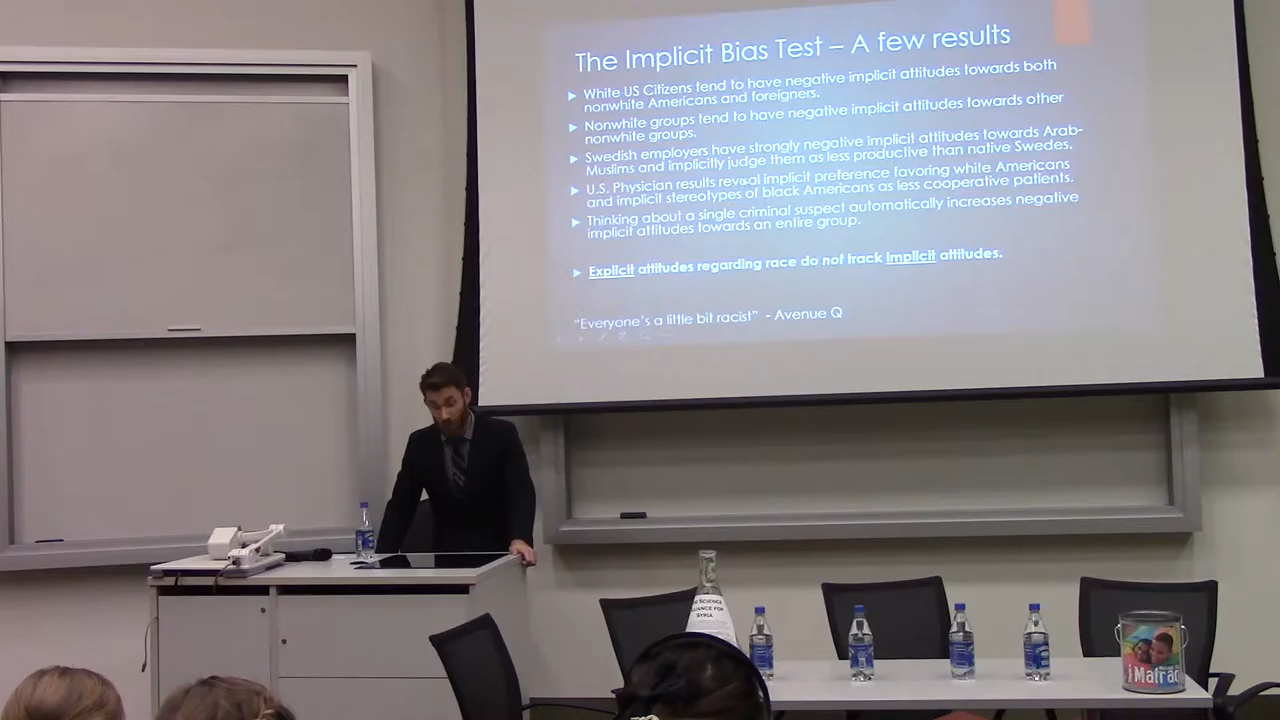 The Implicit Bias Test – A few results
White US Citizens tend to have negative implicit attitudes towards both
nonwhite Americans and foreigners.
Nonwhite groups tend to have negative implicit attitudes towards other
nonwhite groups.
Swedish employers have strongly negative implicit attitudes towards Arab-
Muslims and implicitly judge them as less productive than native Swedes.
U.S. Physician results reveal implicit preference favoring white Americans
and implicit stereotypes of black Americans as less cooperative patients.
Thinking about a single criminal suspect automatically increases negative
implicit attitudes towards an entire group.
Explicit attitudes regarding race do not track implicit attitudes.
"Everyone's a little bit racist" - Avenue Q
SCIENCE
FOR
SYRIA